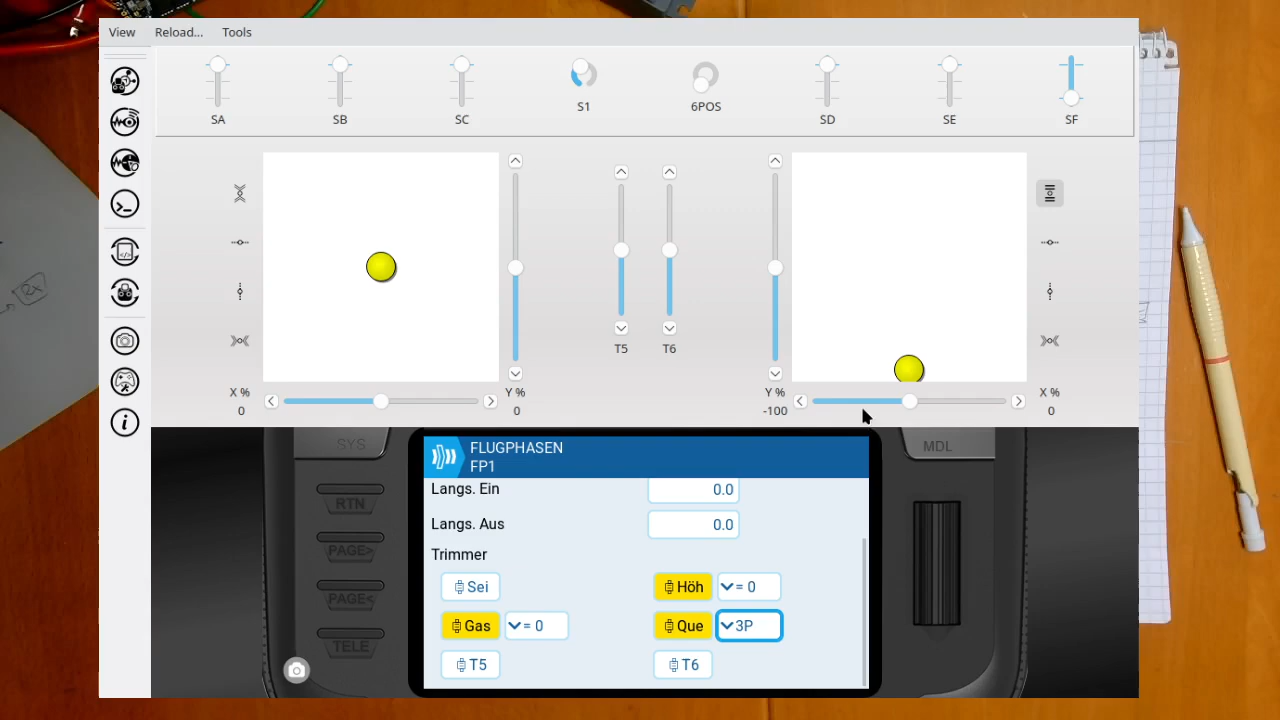 View Reload... Tools
SA SB SC S1 6POS SD SE SF
T5 T6
X % Y % Y % X %
0 0 -100 0
SYS MDL
FLUGPHASEN
FP1
RTN
Langs. Ein 0.0
Langs. Aus 0.0
PAGE>
Trimmer
Sei Höh = 0
PAGE<
Gas = 0 Que 3P
TELE
T5 T6
Rx